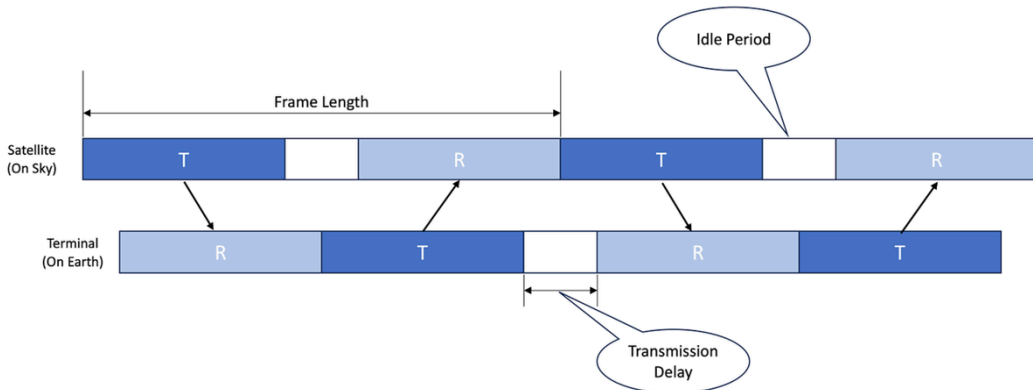 Idle Period
Frame Length
Satellite
(On Sky)
T
R
T
R
Terminal
(On Earth)
R
T
R
T
Transmission
Delay